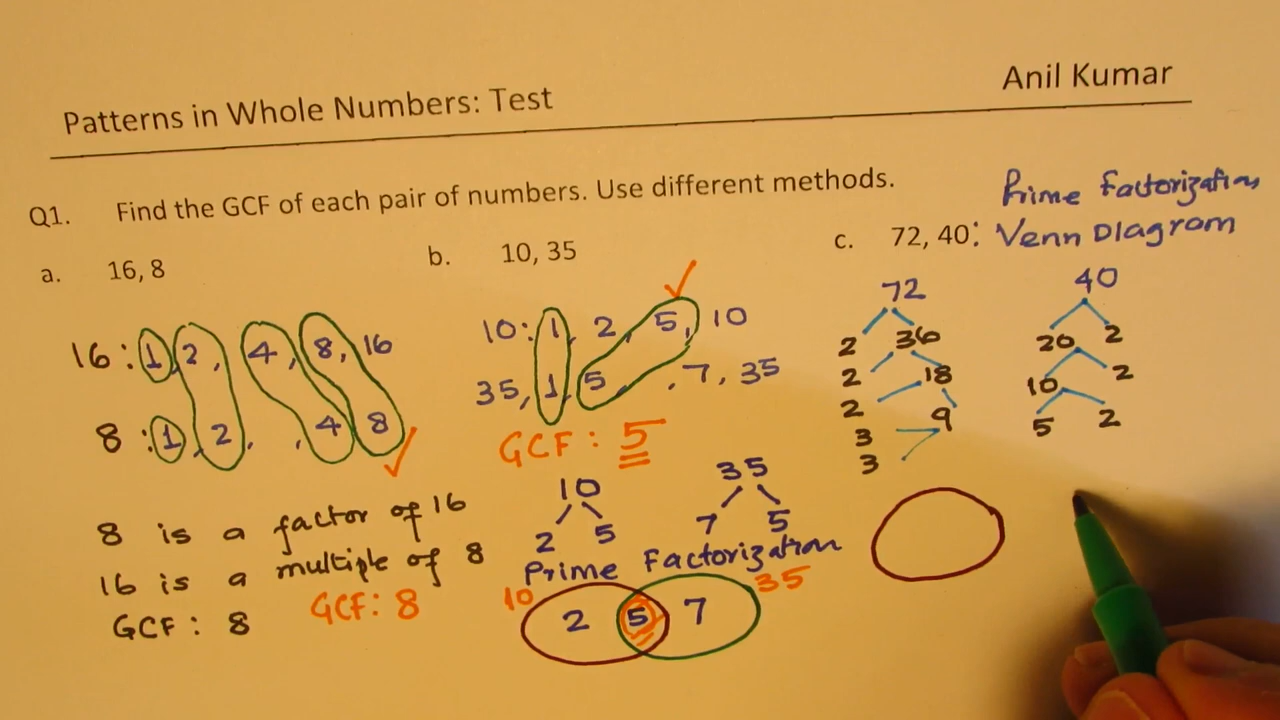 Patterns in Whole Numbers: Test
Anil Kumar
Q1. Find the GCF of each pair of numbers. Use different methods.
a. 16, 8
16 : 1, 2, 4, 8, 16
8 : 1, 2, , 4 8
8 is a factor of 16
16 is a multiple of 8
GCF : 8
GCF: 8
b. 10, 35
10: 1, 2, 5, 10
35, 1, 5, , 7, 35
GCF : 5
10
2 5
35
7 5
Prime Factorization
10 35
2 5 7
c. 72, 40: Prime Factorization
Venn Diagram
72
2 36
2 18
2 9
3
3
40
20 2
10 2
5 2